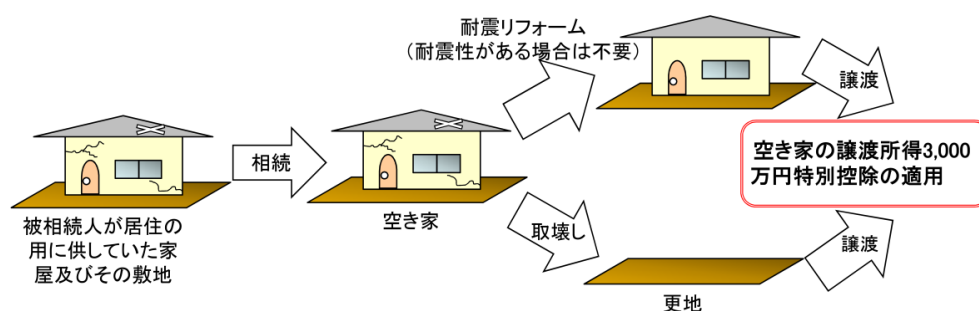 被相続人が居住の
用に供していた家
屋及びその敷地
相続
空き家
耐震リフォーム
（耐震性がある場合は不要）
譲渡
取壊し
更地
譲渡
空き家の譲渡所得3,000
万円特別控除の適用